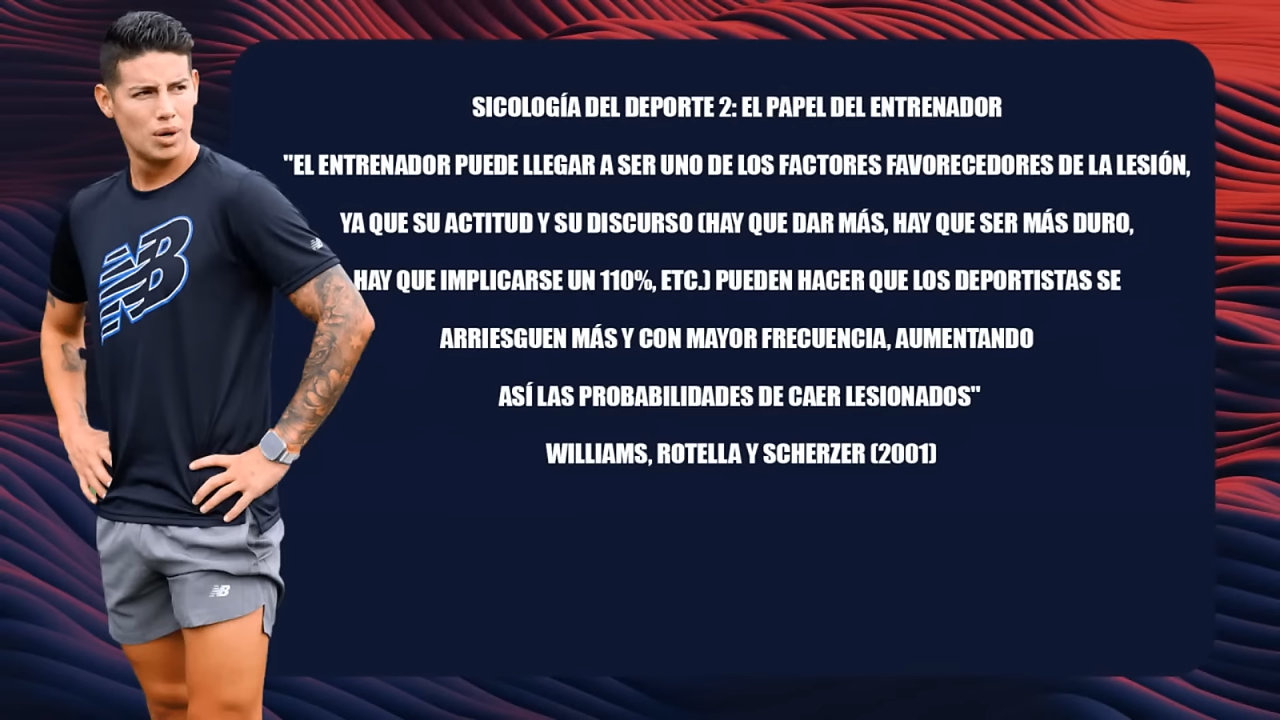 SICOLOGÍA DEL DEPORTE 2: EL PAPEL DEL ENTRENADOR
"EL ENTRENADOR PUEDE LLEGAR A SER UNO DE LOS FACTORES FAVORECEDORES DE LA LESIÓN,
YA QUE SU ACTITUD Y SU DISCURSO (HAY QUE DAR MÁS, HAY QUE SER MÁS DURO,
HAY QUE IMPLICARSE UN 110%, ETC.) PUEDEN HACER QUE LOS DEPORTISTAS SE
ARRIESGUEN MÁS Y CON MAYOR FRECUENCIA, AUMENTANDO
ASÍ LAS PROBABILIDADES DE CAER LESIONADOS"
WILLIAMS, ROTELLA Y SCHERZER (2001)
NB
NB
NB